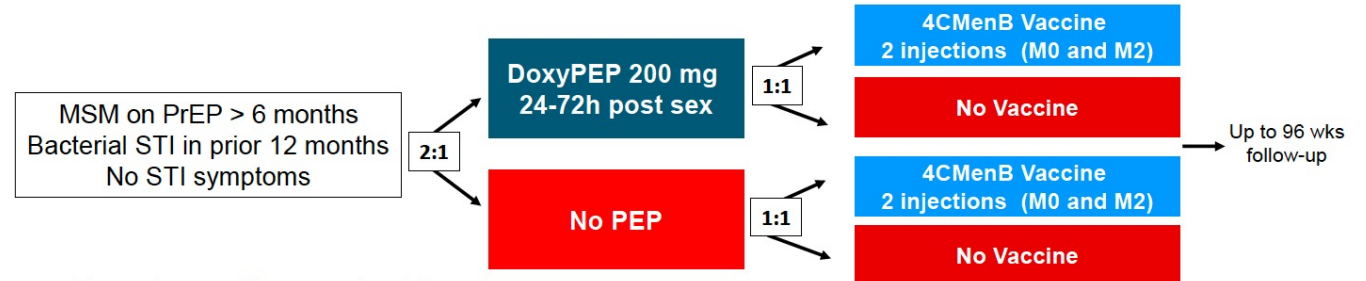 MSM on PrEP > 6 months
Bacterial STI in prior 12 months
No STI symptoms
2:1
DoxyPEP 200 mg
24-72h post sex
1:1
4CMenB Vaccine
2 injections (M0 and M2)
No Vaccine
No PEP
1:1
4CMenB Vaccine
2 injections (M0 and M2)
No Vaccine
Up to 96 wks
follow-up